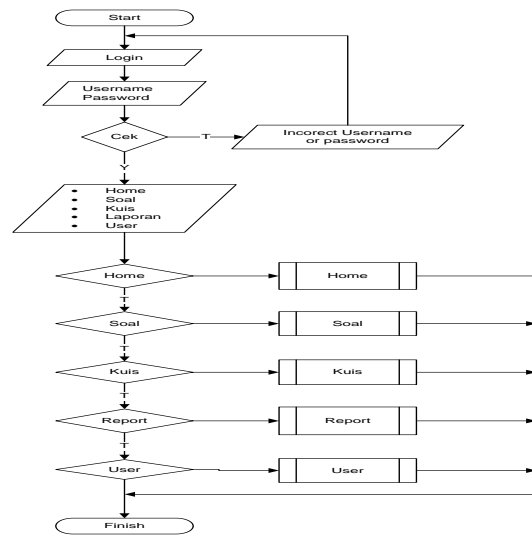 Start
Login
Username
Password
Cek
T
Incorect Username
or password
Y
• Home
• Soal
• Kuis
• Laporan
• User
Home
Home
T
Soal
Soal
T
Kuis
Kuis
T
Report
Report
T
User
User
Finish